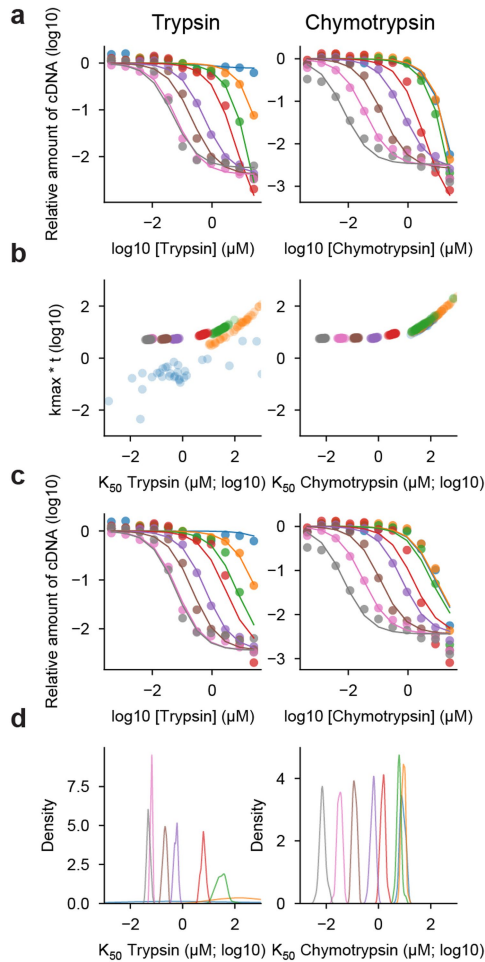 a
Trypsin
Chymotrypsin
Relative amount of cDNA (log10)
0
−1
−2
0
−1
−2
−3
−2
0
−2
0
log10 [Trypsin] (μM)
log10 [Chymotrypsin] (μM)
b
kmax * t (log10)
2
0
−2
2
0
−2
−2
0
2
−2
0
2
K50 Trypsin (μM; log10)
K50 Chymotrypsin (μM; log10)
c
Relative amount of cDNA (log10)
0
−1
−2
0
−1
−2
−3
−2
0
−2
0
log10 [Trypsin] (μM)
log10 [Chymotrypsin] (μM)
d
Density
7.5
5.0
2.5
0.0
Density
4
2
0
−2
0
2
−2
0
2
K50 Trypsin (μM; log10)
K50 Chymotrypsin (μM; log10)